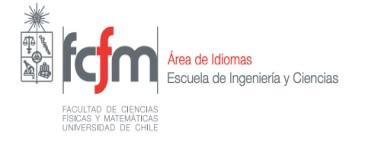 fcfm
Área de Idiomas
Escuela de Ingeniería y Ciencias
FACULTAD DE CIENCIAS
FÍSICAS Y MATEMÁTICAS
UNIVERSIDAD DE CHILE